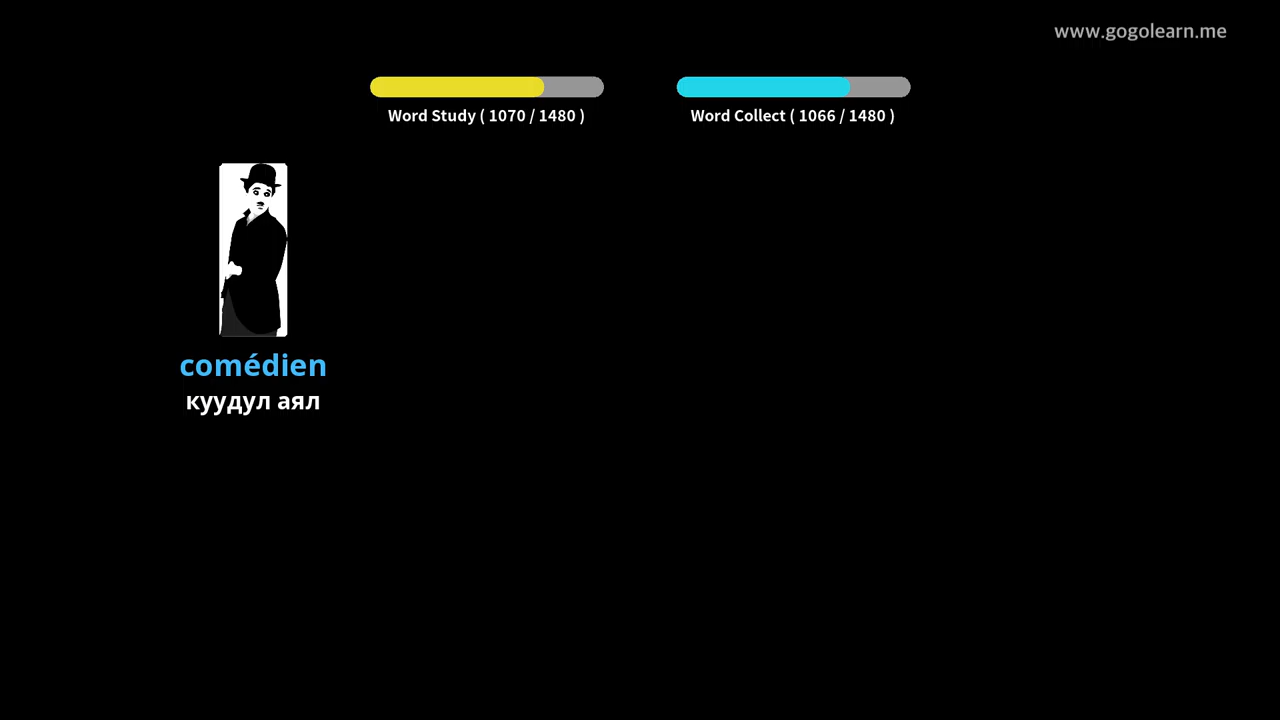 www.gogolearn.me
Word Study ( 1070 / 1480 )
Word Collect ( 1066 / 1480 )
comédien
куудул аял